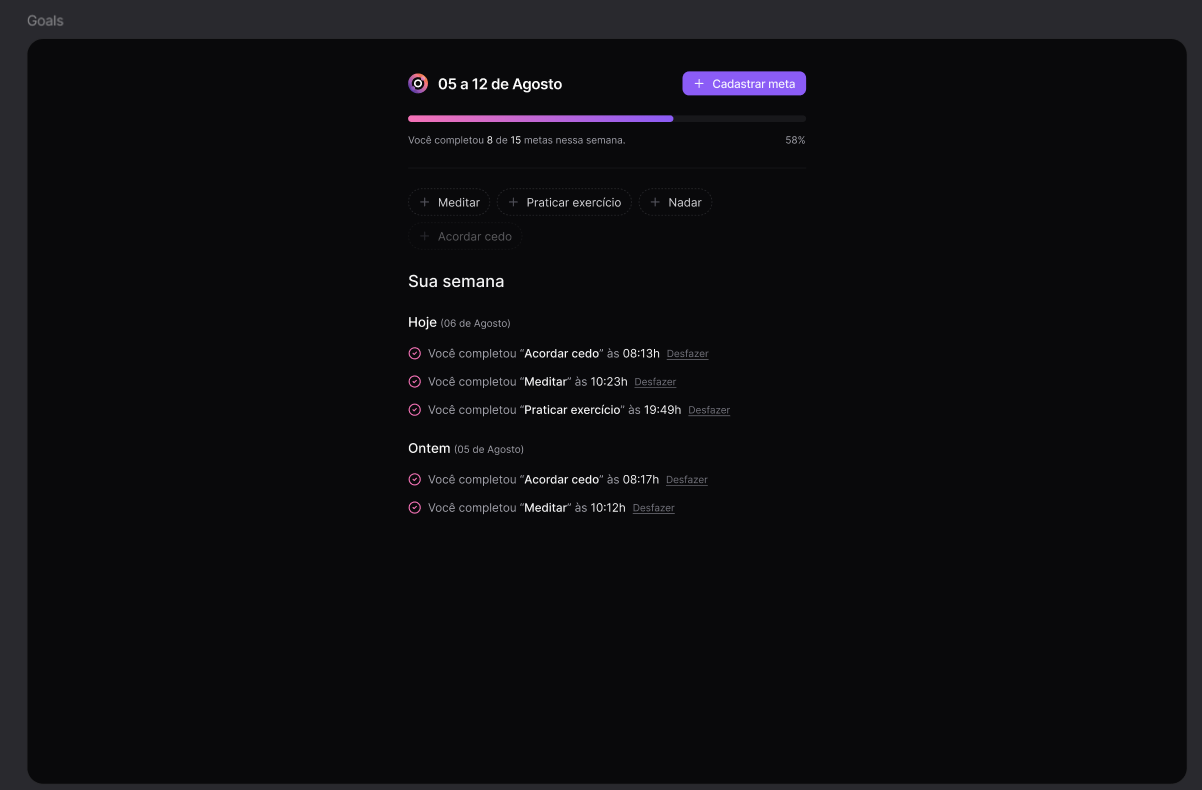 Goals
05 a 12 de Agosto
+ Cadastrar meta
Você completou 8 de 15 metas nessa semana.
58%
+ Meditar
+ Praticar exercício
+ Nadar
+ Acordar cedo
Sua semana
Hoje (06 de Agosto)
Você completou “Acordar cedo” às 08:13h Desfazer
Você completou “Meditar” às 10:23h Desfazer
Você completou “Praticar exercício” às 19:49h Desfazer
Ontem (05 de Agosto)
Você completou “Acordar cedo” às 08:17h Desfazer
Você completou “Meditar” às 10:12h Desfazer